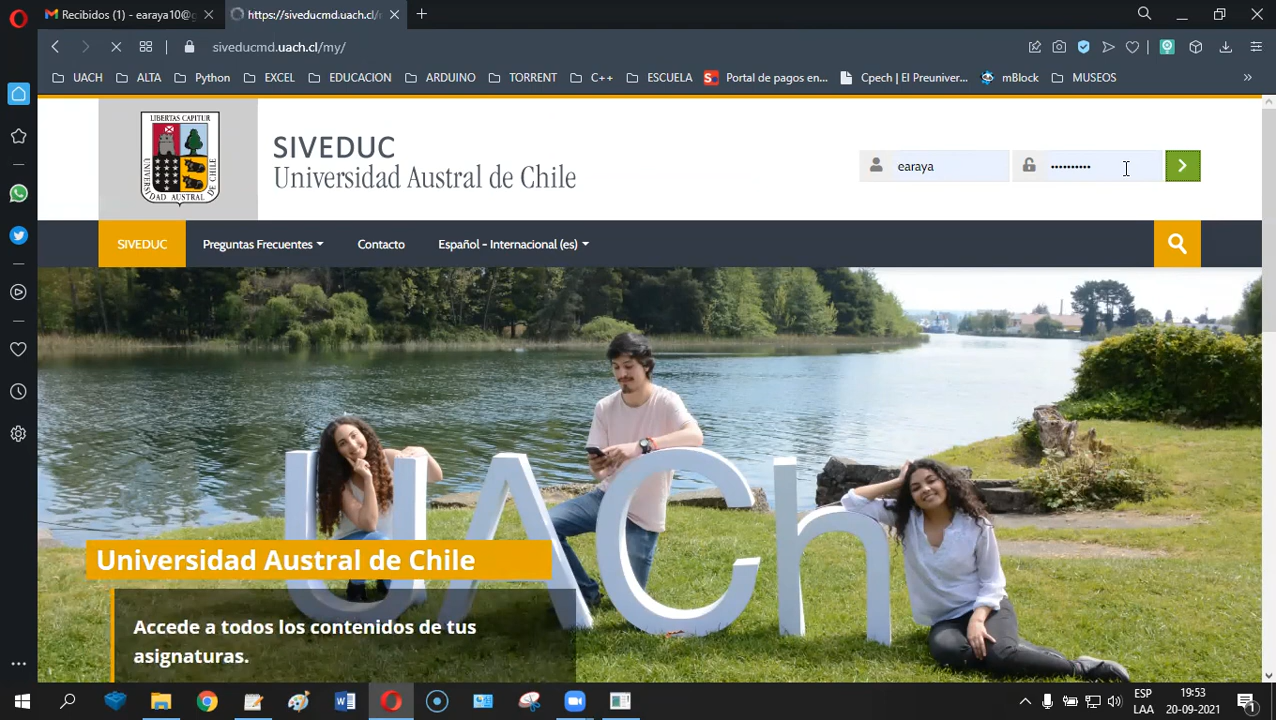 Recibidos (1) - earaya10@g
https://siveducmd.uach.cl/
siveducmd.uach.cl/my/
UACH ALTA Python EXCEL EDUCACION ARDUINO TORRENT C++ ESCUELA Portal de pagos en... Cpech | El Preuniver... mBlock MUSEOS
LIBERTAS CAPITUR
SIVEDUC
Universidad Austral de Chile
earaya
••••••••••
SIVEDUC Preguntas Frecuentes Contacto Español - Internacional (es)
UACh
Universidad Austral de Chile
Accede a todos los contenidos de tus
asignaturas.
ESP
LAA
19:53
20-09-2021
1